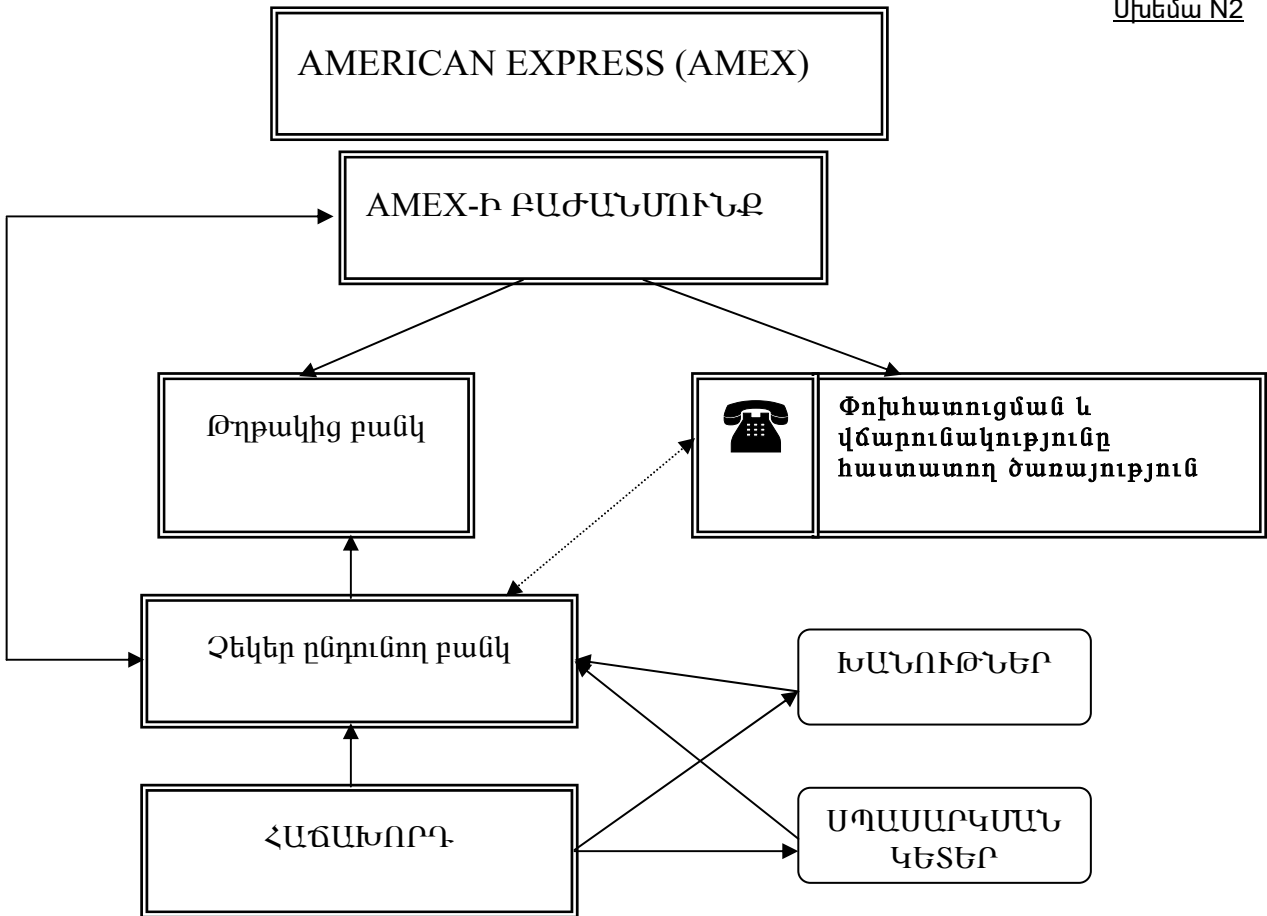 Սխեմա N2
AMERICAN EXPRESS (AMEX)
AMEX-Ի ԲԱԺԱՆՄՈՒՆՔ
Թղթակից բանկ
Փոխհատուցման և
վճարունակությունը
հաստատող ծառայություն
Չեկեր ընդունող բանկ
ԽԱՆՈՒԹՆԵՐ
ՀԱՃԱԽՈՐԴ
ՍՊԱՍԱՐԿՄԱՆ
ԿԵՏԵՐ